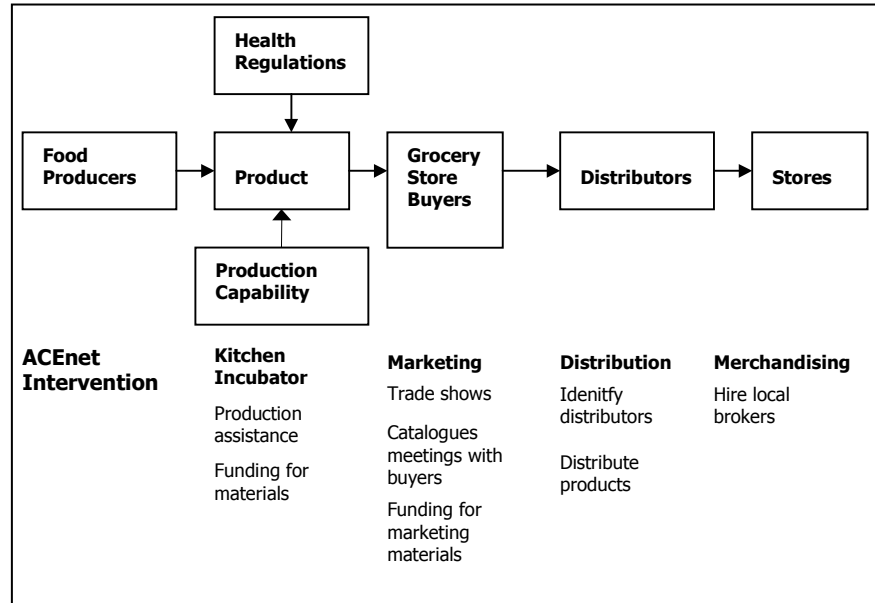 Health
Regulations
Food
Producers
Product
Grocery
Store
Buyers
Distributors
Stores
Production
Capability
ACEnet
Intervention
Kitchen
Incubator
Production
assistance
Funding for
materials
Marketing
Trade shows
Catalogues
meetings with
buyers
Funding for
marketing
materials
Distribution
Idenitfy
distributors
Distribute
products
Merchandising
Hire local
brokers